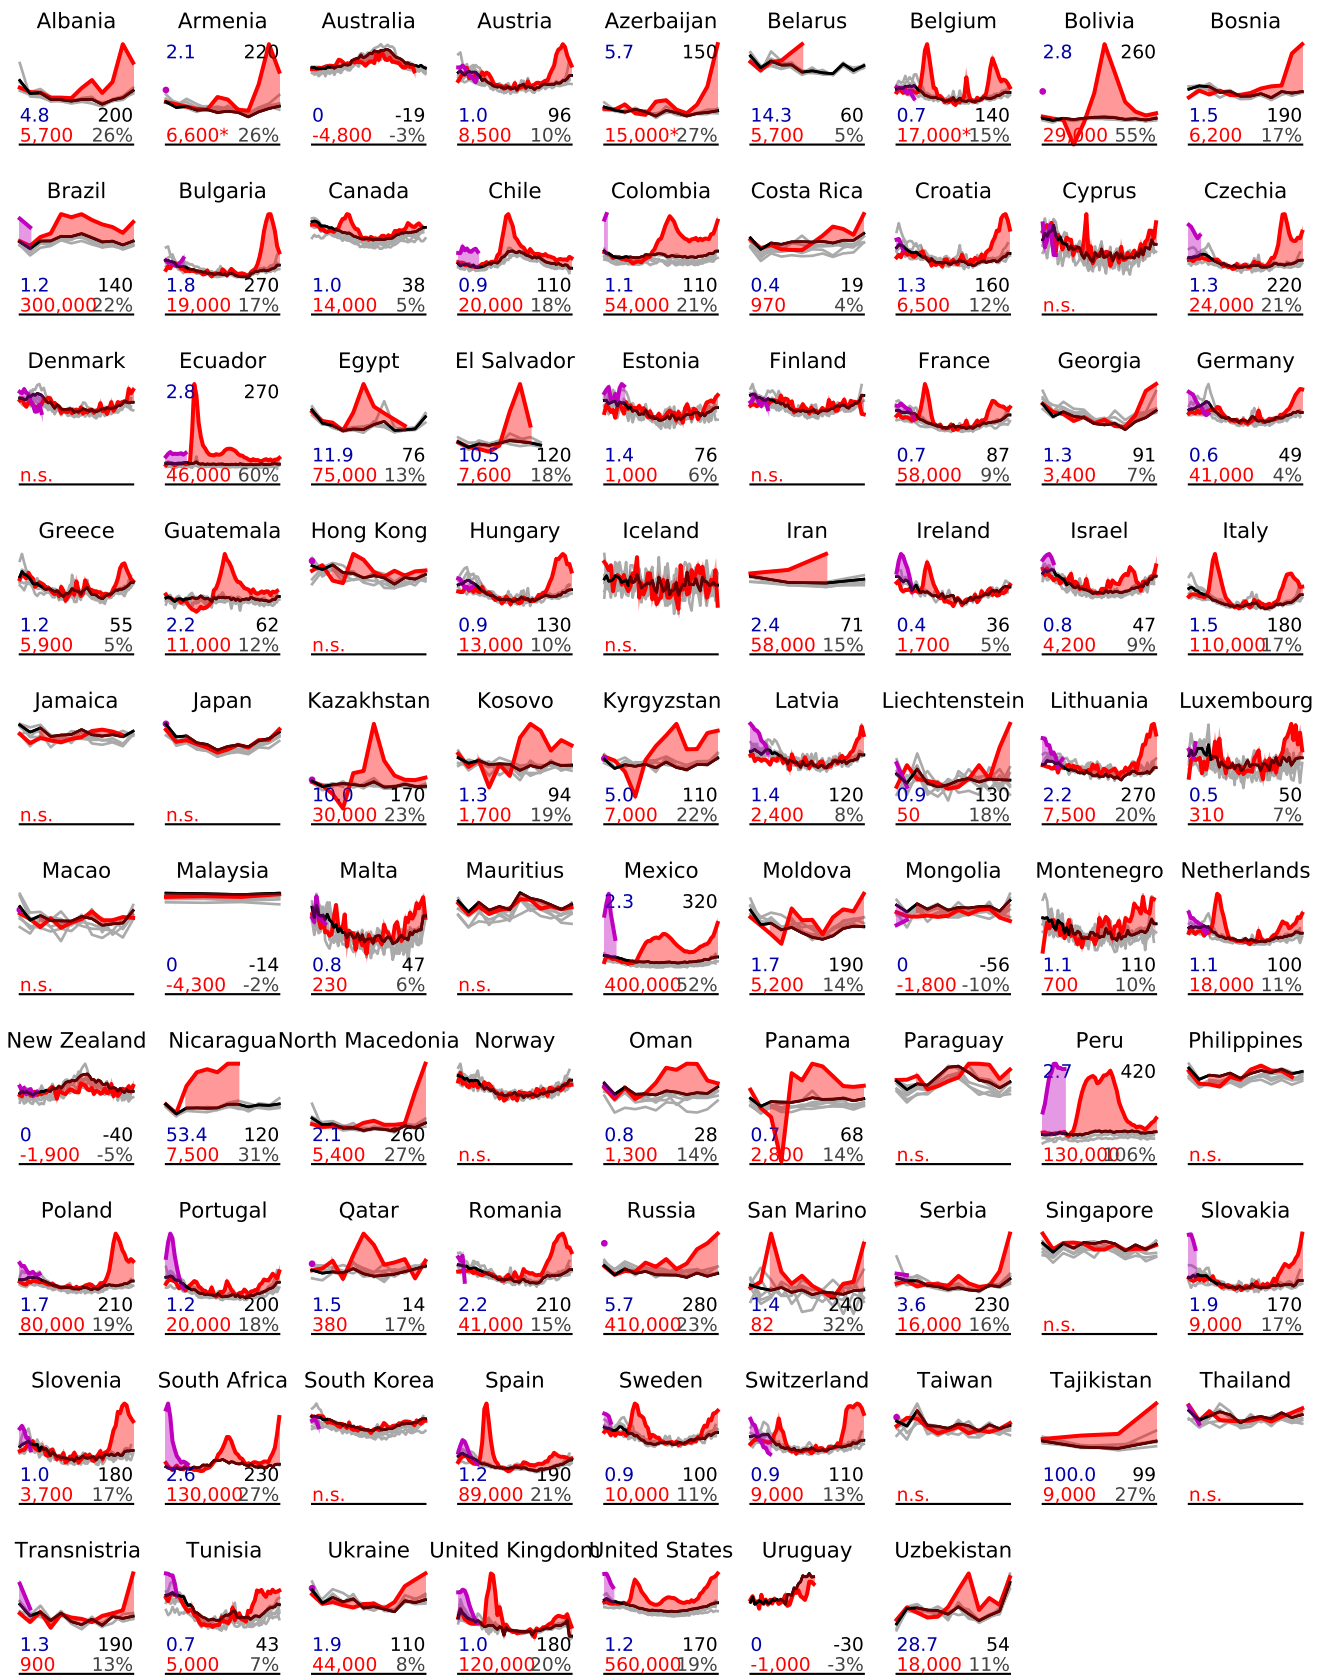 Albania Armenia Australia Austria Azerbaijan Belarus Belgium Bolivia Bosnia
2.1 220 5.7 150 2.8 260
4.8 200 0 -19 1.0 96 14.3 60 0.7 140 1.5 190
5,700 26% 6,600* 26% -4,800 -3% 8,500 10% 15,000* 27% 5,700 5% 17,000* 15% 29,000 55% 6,200 17%
Brazil Bulgaria Canada Chile Colombia Costa Rica Croatia Cyprus Czechia
1.2 140 1.8 270 1.0 38 0.9 110 1.1 110 0.4 19 1.3 160 1.3 220
300,000 22% 19,000 17% 14,000 5% 20,000 18% 54,000 21% 970 4% 6,500 12% n.s. 24,000 21%
Denmark Ecuador Egypt El Salvador Estonia Finland France Georgia Germany
2.8 270
11.9 76 10.5 120 1.4 76 0.7 87 1.3 91 0.6 49
n.s. 46,000 60% 75,000 13% 7,600 18% 1,000 6% n.s. 58,000 9% 3,400 7% 41,000 4%
Greece Guatemala Hong Kong Hungary Iceland Iran Ireland Israel Italy
1.2 55 2.2 62 0.9 130 2.4 71 0.4 36 0.8 47 1.5 180
5,900 5% 11,000 12% n.s. 13,000 10% n.s. 58,000 15% 1,700 5% 4,200 9% 110,000 17%
Jamaica Japan Kazakhstan Kosovo Kyrgyzstan Latvia Liechtenstein Lithuania Luxembourg
10.0 170 1.3 94 5.0 110 1.4 120 0.9 130 2.2 270 0.5 50
n.s. n.s. 30,000 23% 1,700 19% 7,000 22% 2,400 8% 50 18% 7,500 20% 310 7%
Macao Malaysia Malta Mauritius Mexico Moldova Mongolia Montenegro Netherlands
2.3 320
0 -14 0.8 47 1.7 190 0 -56 1.1 110 1.1 100
n.s. -4,300 -2% 230 6% n.s. 400,000 52% 5,200 14% -1,800 -10% 700 10% 18,000 11%
New Zealand Nicaragua North Macedonia Norway Oman Panama Paraguay Peru Philippines
2.7 420
0 -40 53.4 120 2.1 260 0.8 28 0.7 68
-1,900 -5% 7,500 31% 5,400 27% n.s. 1,300 14% 2,800 14% n.s. 130,000 106% n.s.
Poland Portugal Qatar Romania Russia San Marino Serbia Singapore Slovakia
1.7 210 1.2 200 1.5 14 2.2 210 5.7 280 1.4 240 3.6 230 1.9 170
80,000 19% 20,000 18% 380 17% 41,000 15% 410,000 23% 82 32% 16,000 16% n.s. 9,000 17%
Slovenia South Africa South Korea Spain Sweden Switzerland Taiwan Tajikistan Thailand
1.0 180 2.6 230 1.2 190 0.9 100 0.9 110 100.0 99
3,700 17% 130,000 27% n.s. 89,000 21% 10,000 11% 9,000 13% n.s. 9,000 27% n.s.
Transnistria Tunisia Ukraine United Kingdom United States Uruguay Uzbekistan
1.3 190 0.7 43 1.9 110 1.0 180 1.2 170 0 -30 28.7 54
900 13% 5,000 7% 44,000 8% 120,000 20% 560,000 19% -1,000 -3% 18,000 11%